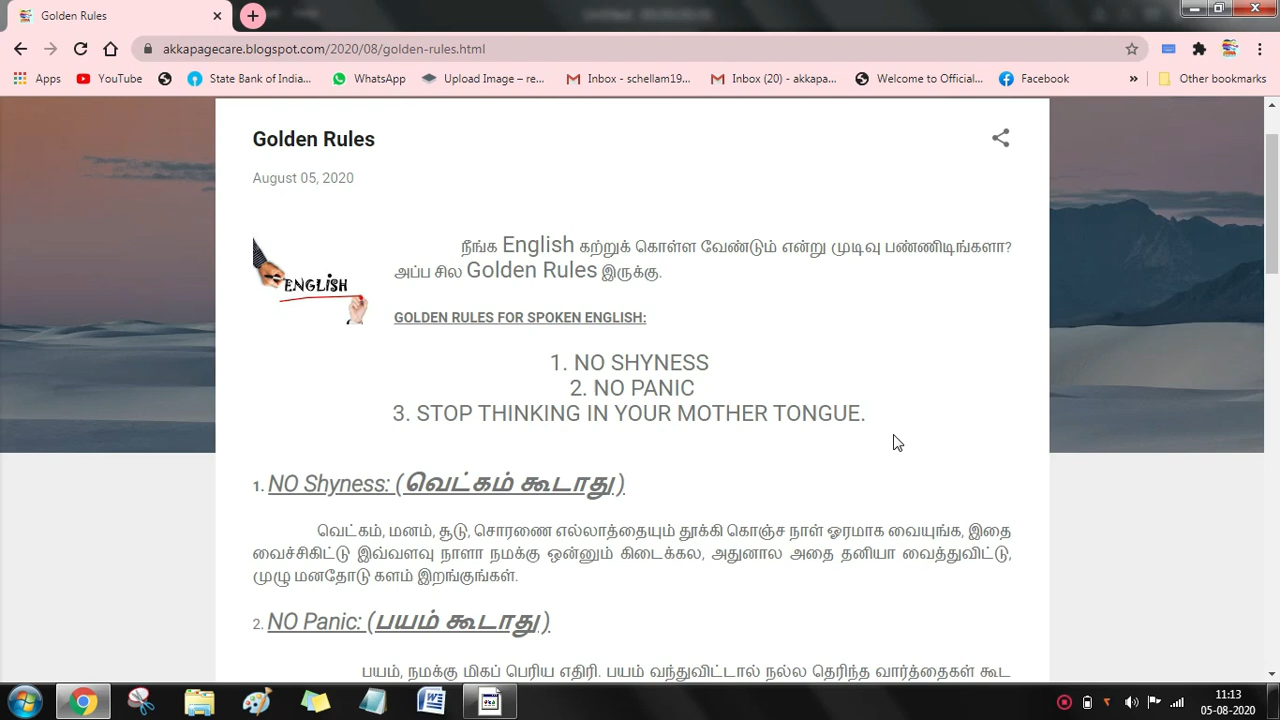 Golden Rules
akkapagecare.blogspot.com/2020/08/golden-rules.html
Apps YouTube State Bank of India... WhatsApp Upload Image – re... Inbox - schellam19... Inbox (20) - akkapa... Welcome to Official... Facebook » Other bookmarks
Golden Rules
August 05, 2020
நீங்க English கற்றுக் கொள்ள வேண்டும் என்று முடிவு பண்ணிடிங்களா?
அப்ப சில Golden Rules இருக்கு.
ENGLISH
GOLDEN RULES FOR SPOKEN ENGLISH:
1. NO SHYNESS
2. NO PANIC
3. STOP THINKING IN YOUR MOTHER TONGUE.
1. NO Shyness: (வெட்கம் கூடாது )
வெட்கம், மனம், சூடு, சொரணை எல்லாத்தையும் தூக்கி கொஞ்ச நாள் ஓரமாக வையுங்க, இதை
வைச்சிகிட்டு இவ்வளவு நாளா நமக்கு ஒன்னும் கிடைக்கல, அதுனால அதை தனியா வைத்துவிட்டு,
முழு மனதோடு களம் இறங்குங்கள்.
2. NO Panic: (பயம் கூடாது )
பயம், நமக்கு மிகப் பெரிய எதிரி. பயம் வந்துவிட்டால் நல்ல தெரிந்த வார்த்தைகள் கூட
11:13
05-08-2020